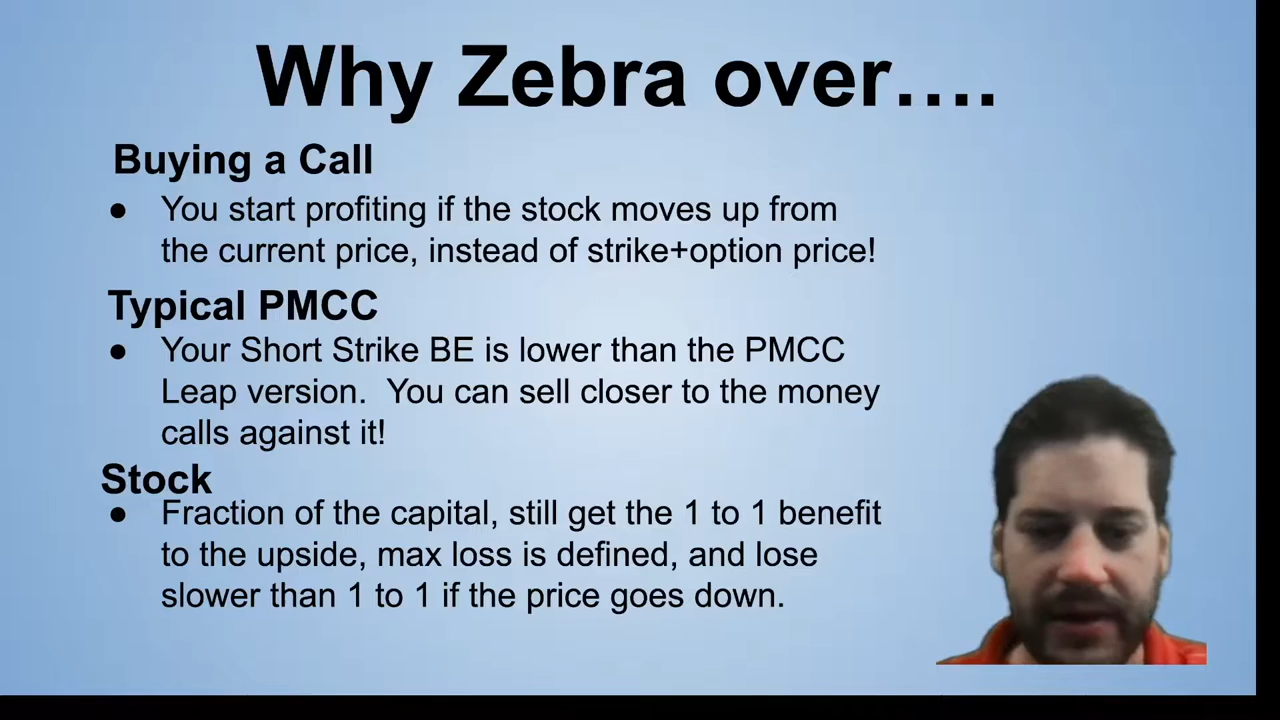 Why Zebra over….
Buying a Call
● You start profiting if the stock moves up from
the current price, instead of strike+option price!
Typical PMCC
● Your Short Strike BE is lower than the PMCC
Leap version.  You can sell closer to the money
calls against it!
Stock
● Fraction of the capital, still get the 1 to 1 benefit
to the upside, max loss is defined, and lose
slower than 1 to 1 if the price goes down.